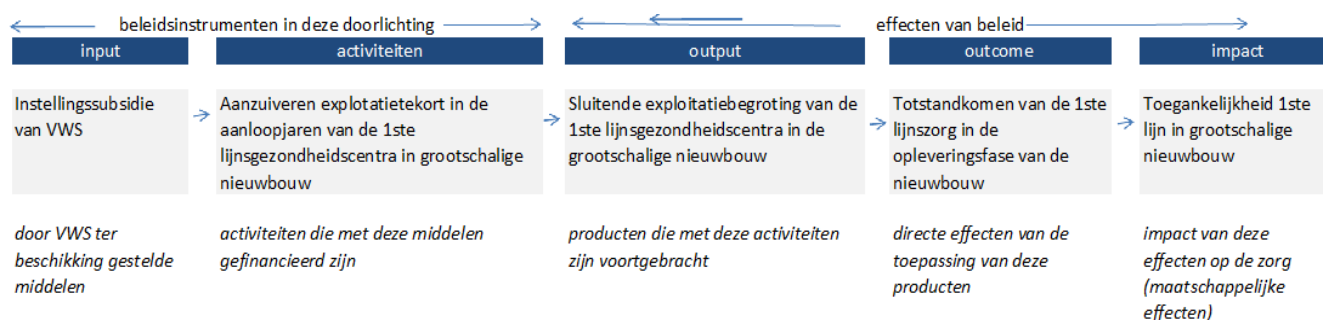 beleidsinstrumenten in deze doorlichting
effecten van beleid
input
activiteiten
output
outcome
impact
Instellingssubsidie
van VWS
Aanzuiveren explotatietekort in de
aanloopjaren van de 1ste
lijnsgezondheidscentra in grootschalige
nieuwbouw
Sluitende exploitatiebegroting van de
1ste lijnsgezondheidscentra in de
grootschalige nieuwbouw
Totstandkomen van de 1ste
lijnszorg in de
opleveringsfase van de
nieuwbouw
Toegankelijkheid 1ste
lijn in grootschalige
nieuwbouw
door VWS ter
beschikking gestelde
middelen
activiteiten die met deze middelen
gefinancierd zijn
producten die met deze activiteiten
zijn voortgebracht
directe effecten van de
toepassing van deze
producten
impact van deze
effecten op de zorg
(maatschappelijke
effecten)